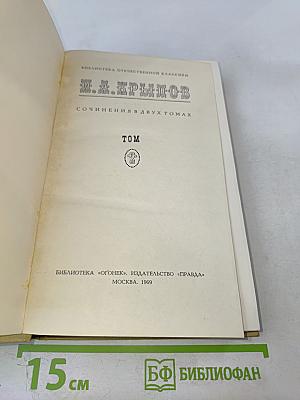 БИБЛИОТЕКА ОТЕЧЕСТВЕННОЙ КЛАССИКИ
И.А.КРЫЛОВ
СОЧИНЕНИЯ В ДВУХ ТОМАХ
ТОМ
БИБЛИОТЕКА «ОГОНЕК». ИЗДАТЕЛЬСТВО «ПРАВДА»
МОСКВА. 1969
15 см
БФ БИБЛИОФАН